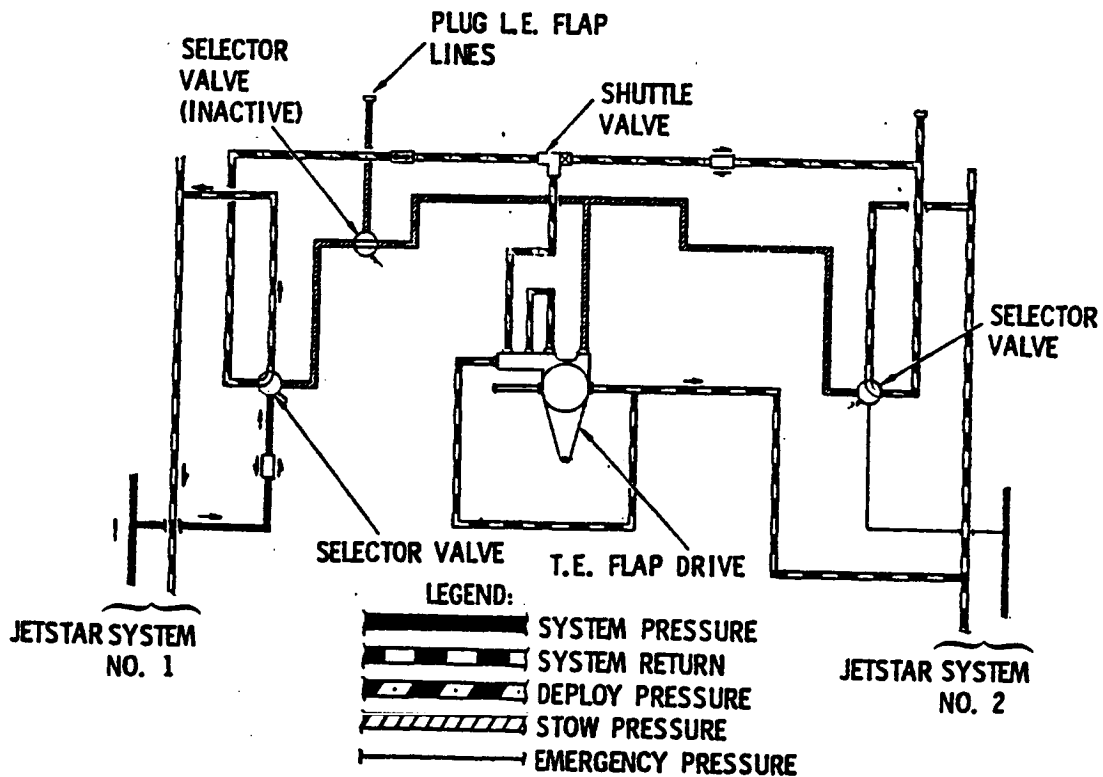 PLUG L.E. FLAP
LINES
SELECTOR
VALVE
(INACTIVE)
SHUTTLE
VALVE
SELECTOR
VALVE
SELECTOR VALVE
T.E. FLAP DRIVE
LEGEND:
SYSTEM PRESSURE
SYSTEM RETURN
DEPLOY PRESSURE
STOW PRESSURE
EMERGENCY PRESSURE
JETSTAR SYSTEM
NO. 1
JETSTAR SYSTEM
NO. 2